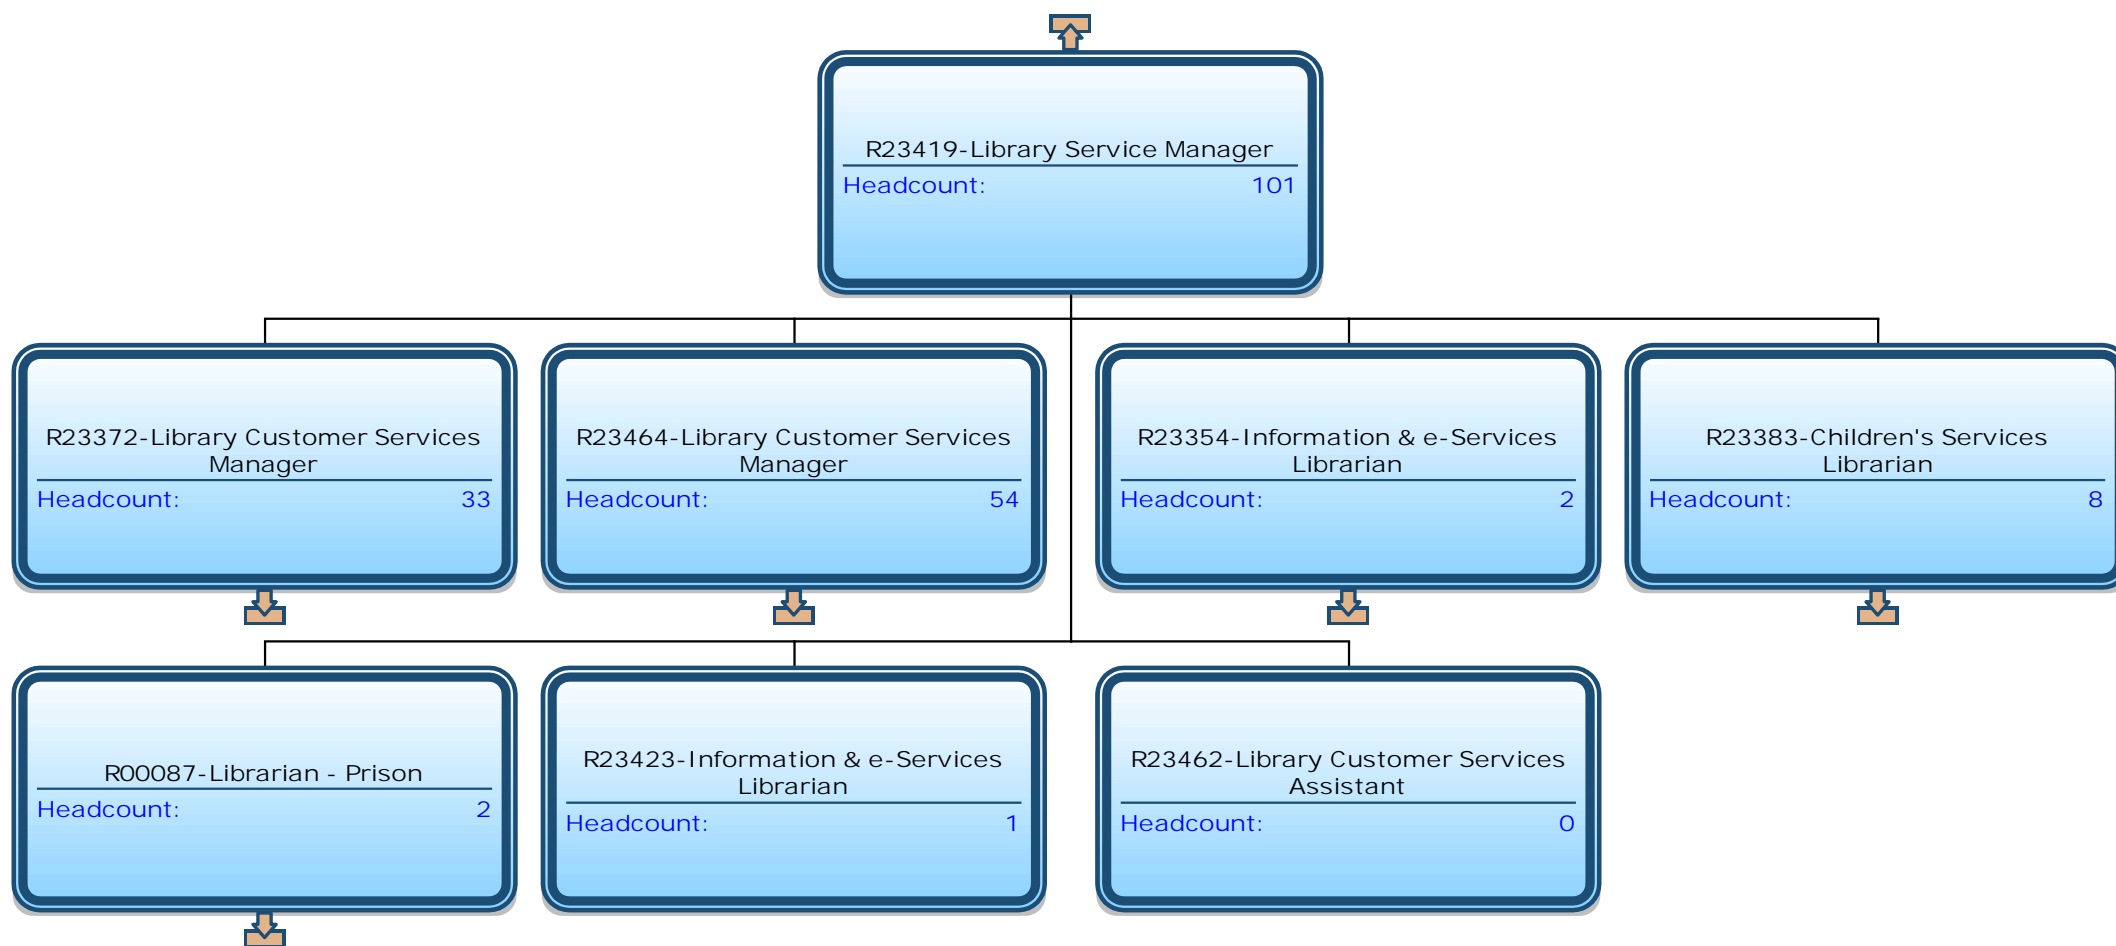 R23419-Library Service Manager
Headcount: 101
R23372-Library Customer Services
Manager
Headcount: 33
R23464-Library Customer Services
Manager
Headcount: 54
R23354-Information & e-Services
Librarian
Headcount: 2
R23383-Children's Services
Librarian
Headcount: 8
R00087-Librarian - Prison
Headcount: 2
R23423-Information & e-Services
Librarian
Headcount: 1
R23462-Library Customer Services
Assistant
Headcount: 0